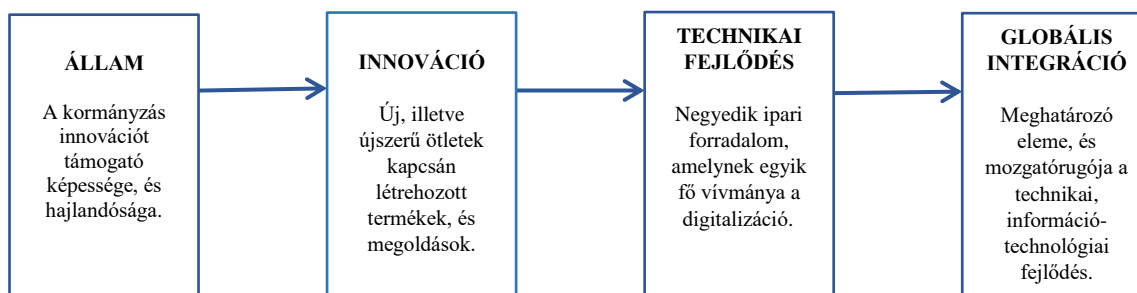 ÁLLAM
A kormányzás
innovációt
támogató
képessége, és
hajlandósága.
INNOVÁCIÓ
Új, illetve
újszerű ötletek
kapcsán
létrehozott
termékek, és
megoldások.
TECHNIKAI
FEJLŐDÉS
Negyedik ipari
forradalom,
amelynek egyik
fő vívmánya a
digitalizáció.
GLOBÁLIS
INTEGRÁCIÓ
Meghatározó
eleme, és
mozgatórugója a
technikai,
információ-
technológiai
fejlődés.